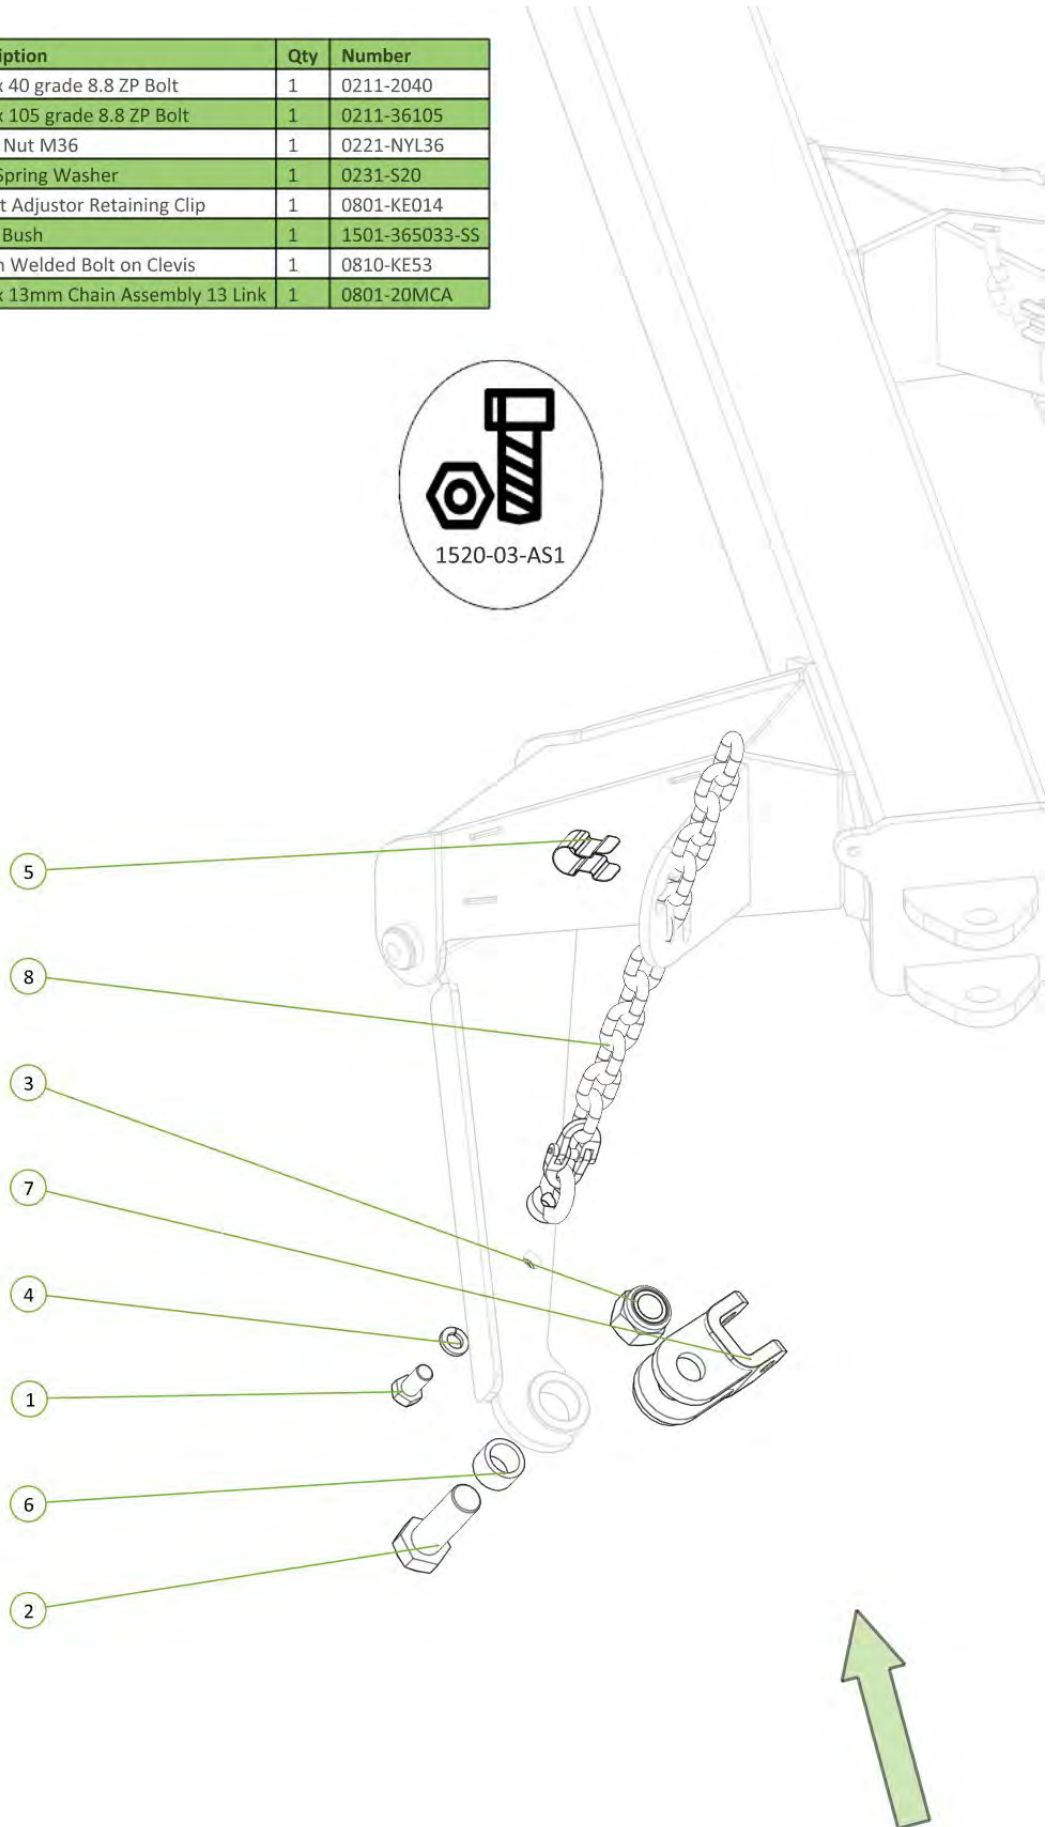 iption Qty Number
x 40 grade 8.8 ZP Bolt 1 0211-2040
x 105 grade 8.8 ZP Bolt 1 0211-36105
Nut M36 1 0221-NYL36
Spring Washer 1 0231-S20
t Adjustor Retaining Clip 1 0801-KE014
Bush 1 1501-365033-SS
n Welded Bolt on Clevis 1 0810-KE53
x 13mm Chain Assembly 13 Link 1 0801-20MCA
1520-03-AS1
5
8
3
7
4
1
6
2